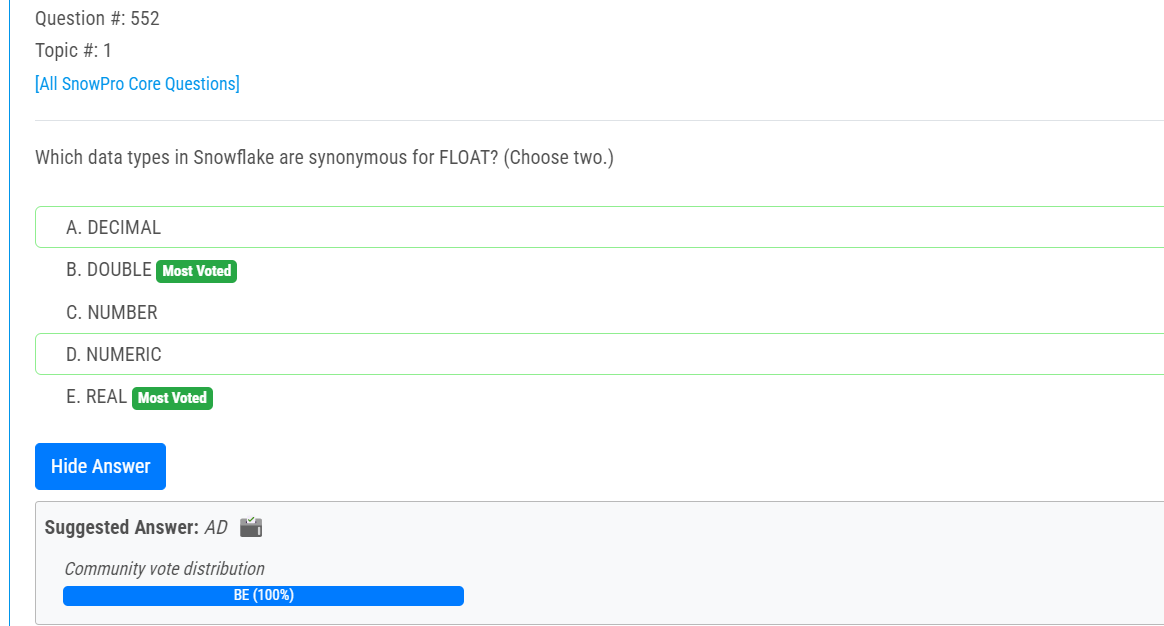 Question #: 552
Topic #: 1
[All SnowPro Core Questions]
Which data types in Snowflake are synonymous for FLOAT? (Choose two.)
A. DECIMAL
B. DOUBLE Most Voted
C. NUMBER
D. NUMERIC
E. REAL Most Voted
Hide Answer
Suggested Answer: AD
Community vote distribution
BE (100%)